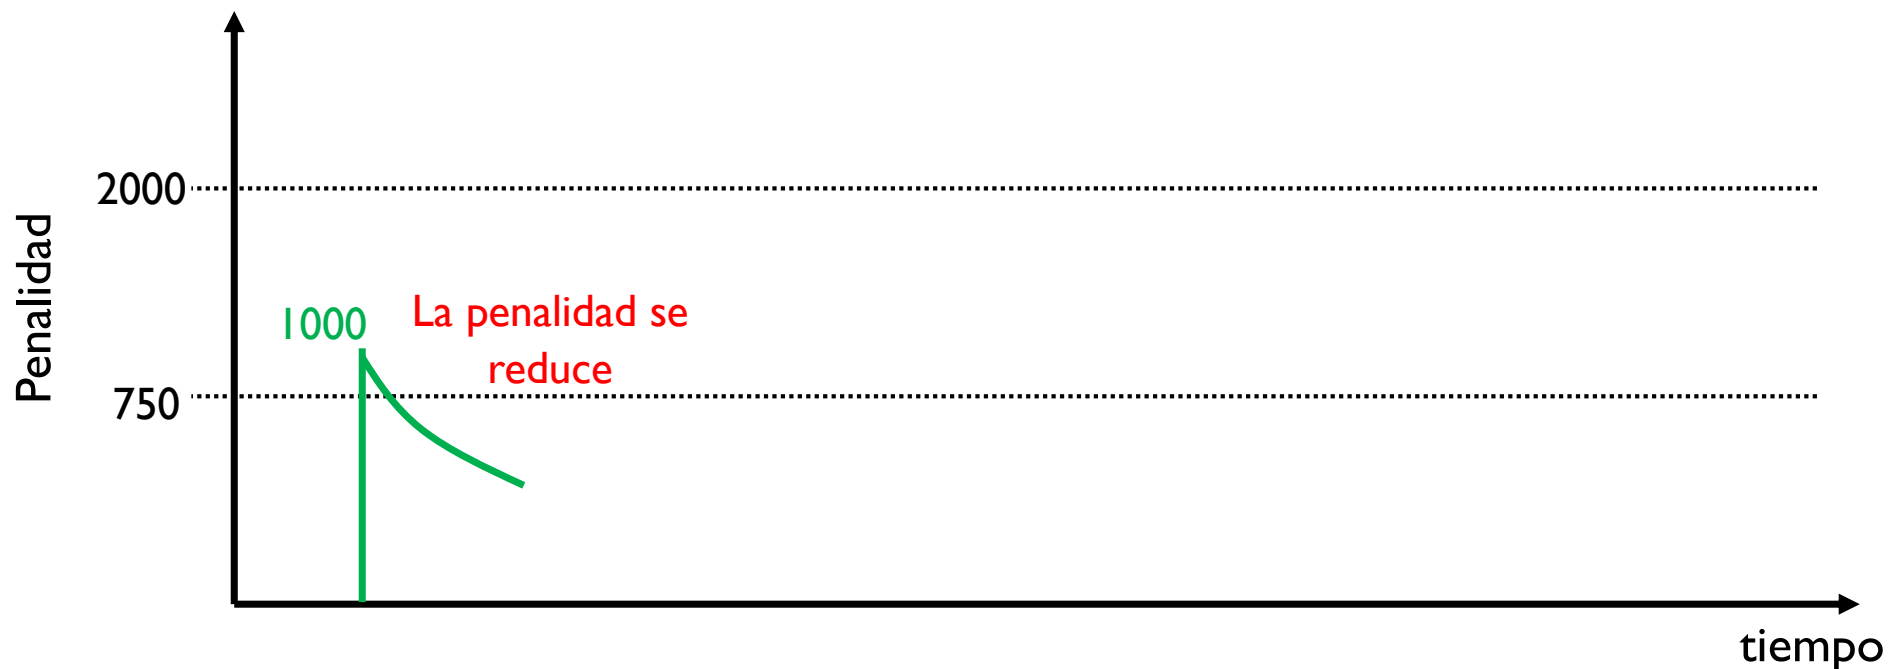 2000
Penalidad
1000
La penalidad se
reduce
750
tiempo